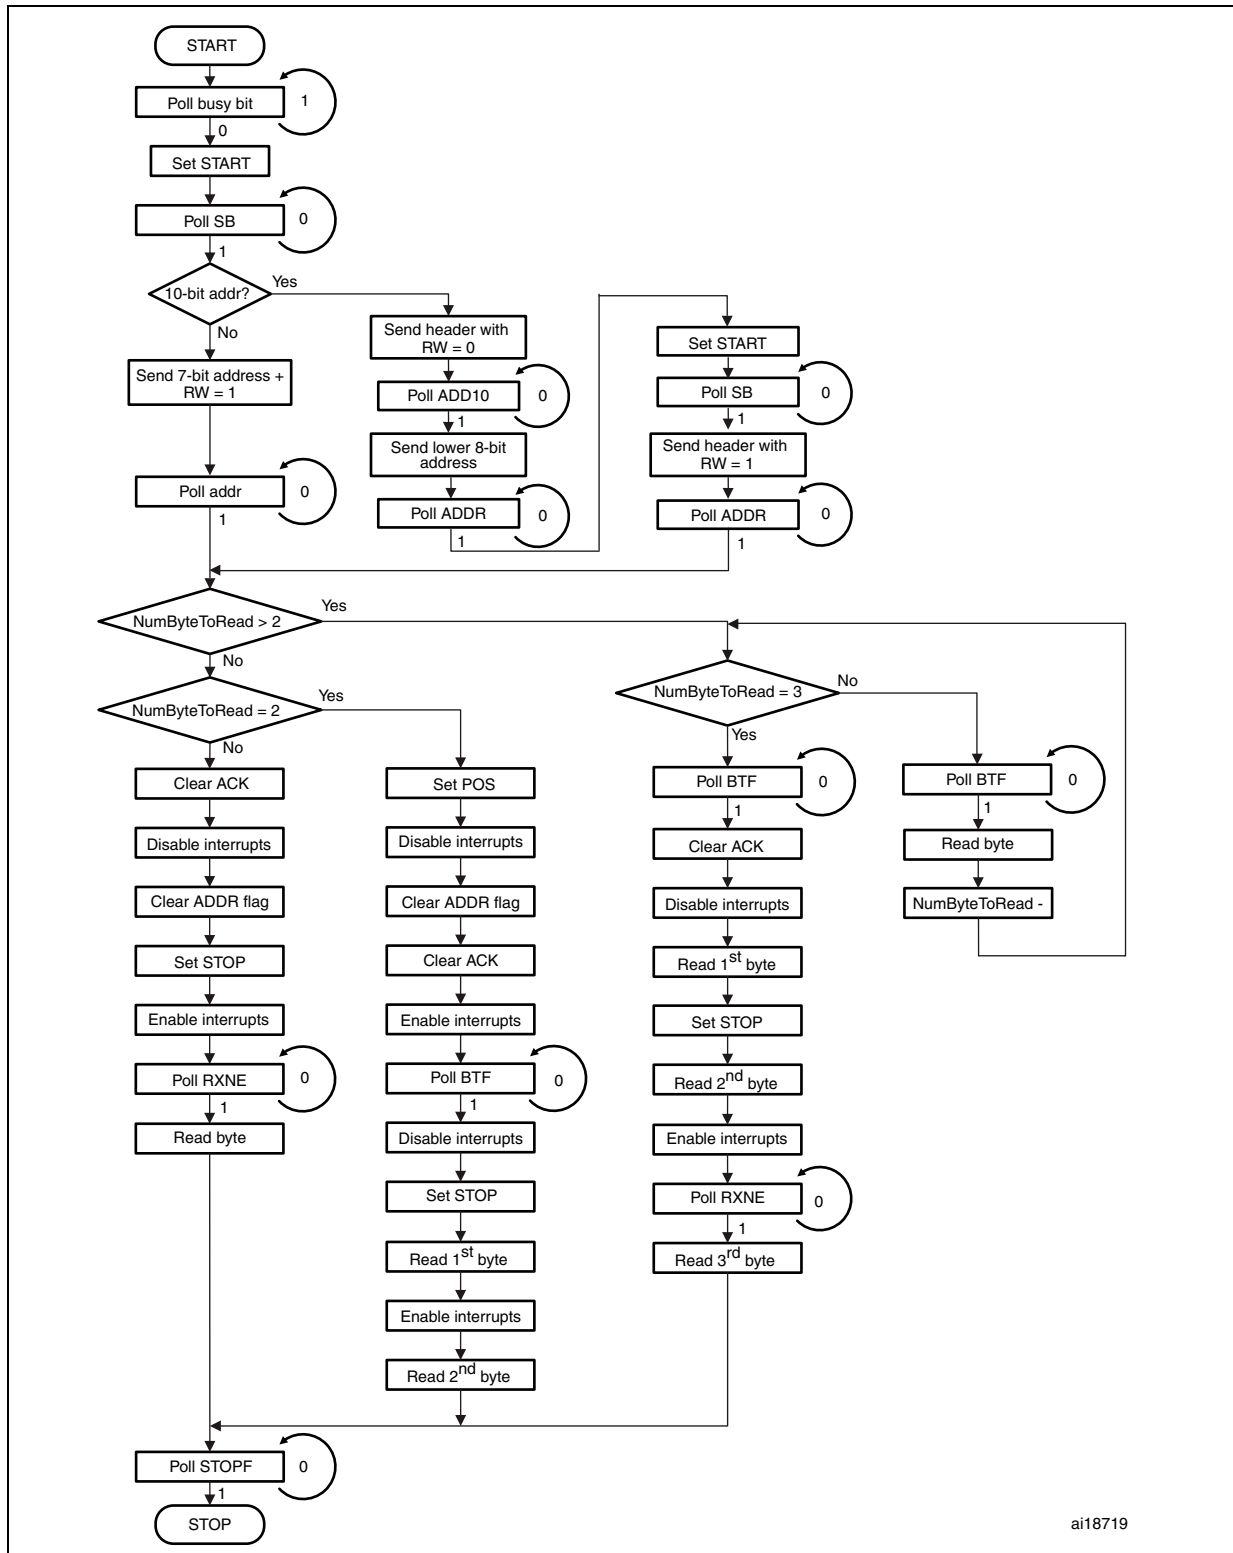 START
Poll busy bit
1
0
Set START
Poll SB
0
1
10-bit addr?
Yes
No
Send 7-bit address +
RW = 1
Poll addr
0
1
Send header with
RW = 0
Poll ADD10
0
1
Send lower 8-bit
address
Poll ADDR
0
1
Set START
Poll SB
0
1
Send header with
RW = 1
Poll ADDR
0
1
NumByteToRead > 2
Yes
No
NumByteToRead = 2
Yes
No
Clear ACK
Disable interrupts
Clear ADDR flag
Set STOP
Enable interrupts
Poll RXNE
0
1
Read byte
Set POS
Disable interrupts
Clear ADDR flag
Clear ACK
Enable interrupts
Poll BTF
0
1
Disable interrupts
Set STOP
Read 1st byte
Enable interrupts
Read 2nd byte
NumByteToRead = 3
No
Yes
Poll BTF
0
1
Clear ACK
Disable interrupts
Read 1st byte
Set STOP
Read 2nd byte
Enable interrupts
Poll RXNE
0
1
Read 3rd byte
Poll BTF
0
1
Read byte
NumByteToRead -
Poll STOPF
0
1
STOP
ai18719